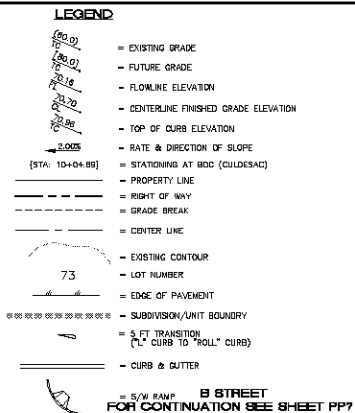 LEGEND
(60.0)
TC = EXISTING GRADE
[60.0]
TC - FUTURE GRADE
70.16
FL - FLOWLINE ELEVATION
70.70
CL = CENTERLINE FINISHED GRADE ELEVATION
70.96
TC - TOP OF CURB ELEVATION
2.00% - RATE & DIRECTION OF SLOPE
(STA: 10+04.89) = STATIONING AT BDC (CULDESAC)
- PROPERTY LINE
= RIGHT OF WAY
- GRADE BREAK
= CENTER LINE
- EXISTING CONTOUR
73 - LOT NUMBER
= EDGE OF PAVEMENT
- SUBDIVISION/UNIT BOUNDRY
= 5 FT TRANSITION
("L" CURB TO "ROLL" CURB)
= CURB & GUTTER
= S/W RAMP
B STREET
FOR CONTINUATION SEE SHEET PP7